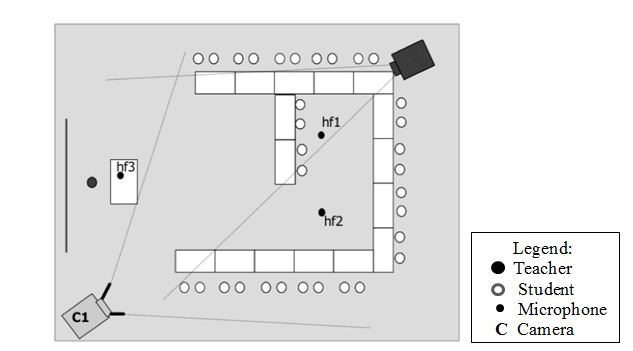 hf1
hf3
hf2
C1
Legend:
Teacher
Student
Microphone
C Camera